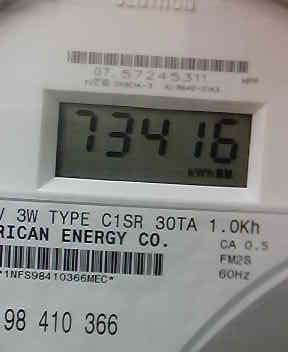 07. 57245311
73416
kWh
V 3W TYPE C1SR 30TA 1.0Kh
RICAN ENERGY CO.
CA 0.5
FM2S
60Hz
*1NFS98410366MEC*
98 410 366